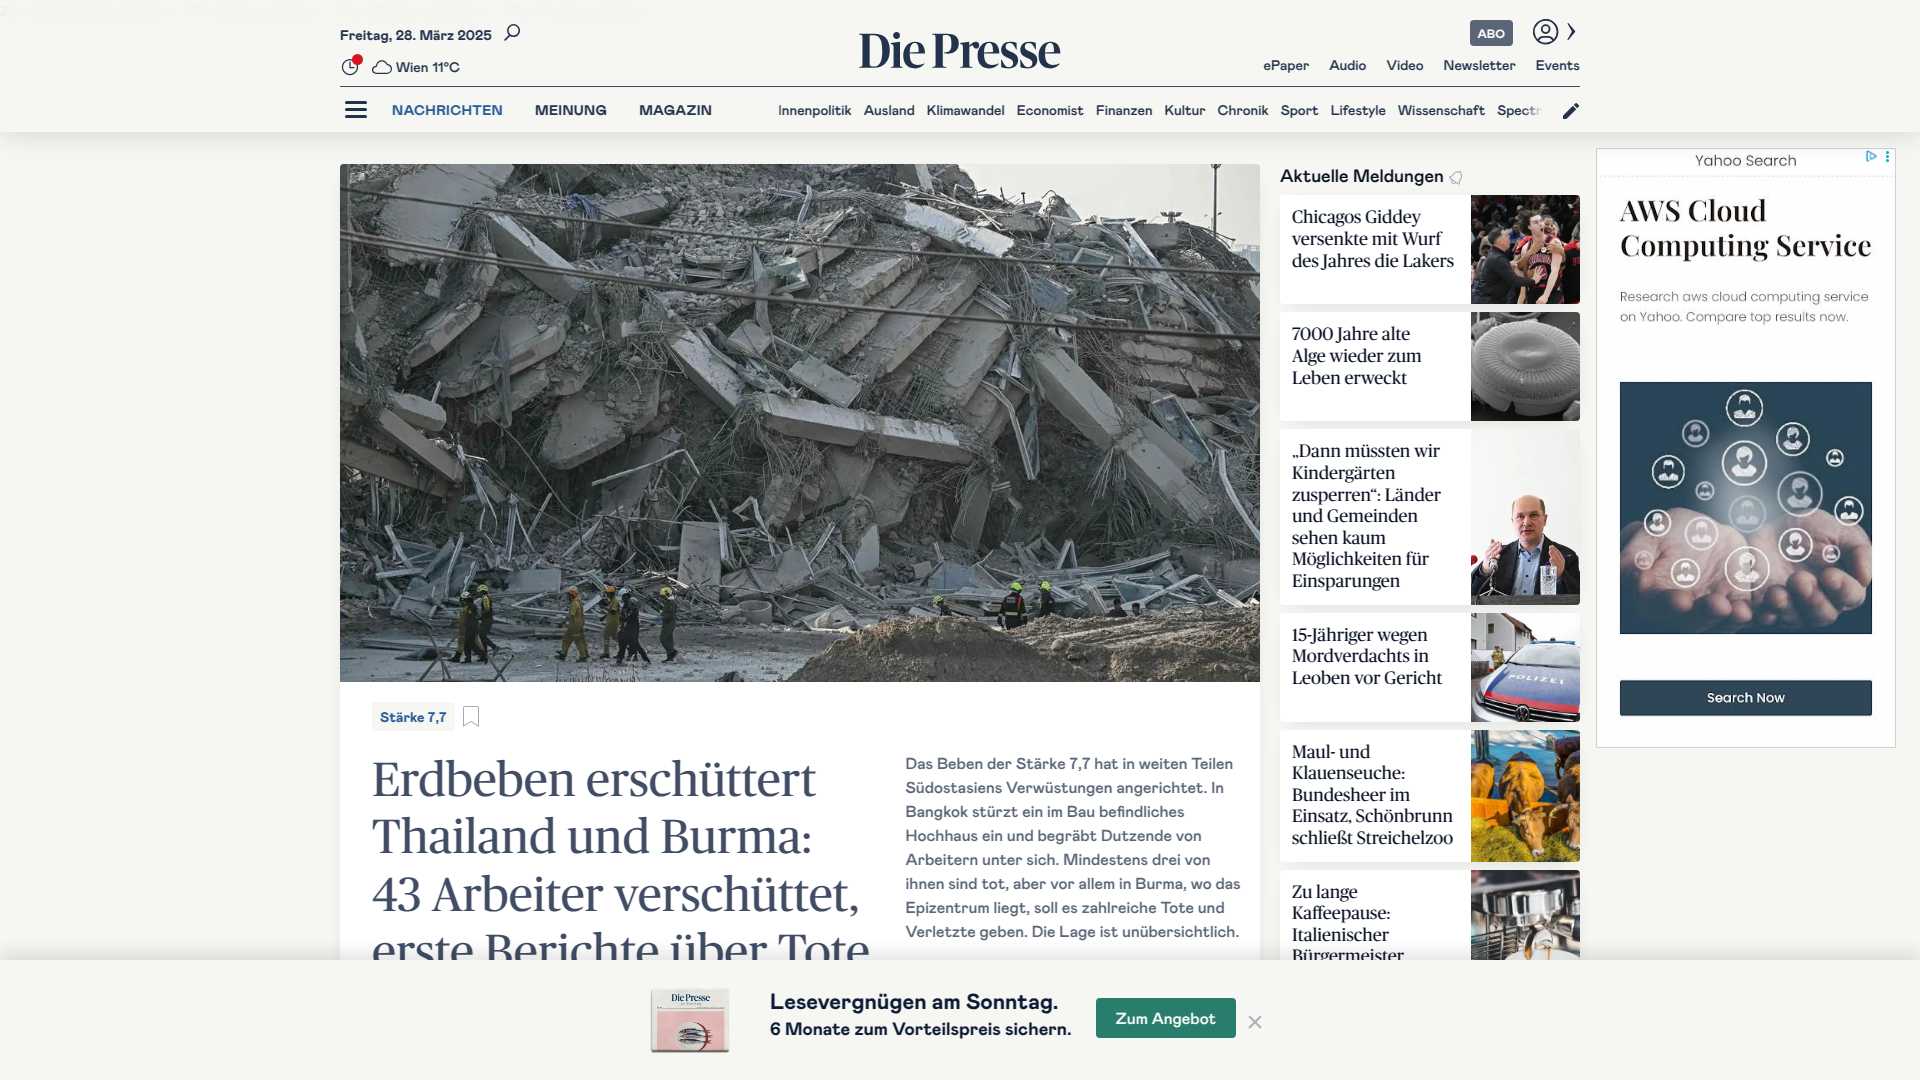 Freitag, 28. März 2025
Wien 11°C
Die Presse
ABO
ePaper Audio Video Newsletter Events
NACHRICHTEN MEINUNG MAGAZIN
Innenpolitik Ausland Klimawandel Economist Finanzen Kultur Chronik Sport Lifestyle Wissenschaft
Stärke 7,7
Erdbeben erschüttert
Thailand und Burma:
43 Arbeiter verschüttet,
erste Berichte über Tote
Das Beben der Stärke 7,7 hat in weiten Teilen
Südostasiens Verwüstungen angerichtet. In
Bangkok stürzt ein im Bau befindliches
Hochhaus ein und begräbt Dutzende von
Arbeitern unter sich. Mindestens drei von
ihnen sind tot, aber vor allem in Burma, wo das
Epizentrum liegt, soll es zahlreiche Tote und
Verletzte geben. Die Lage ist unübersichtlich.
Aktuelle Meldungen
Chicagos Giddey
versenkte mit Wurf
des Jahres die Lakers
7000 Jahre alte
Alge wieder zum
Leben erweckt
„Dann müssten wir
Kindergärten
zusperren“: Länder
und Gemeinden
sehen kaum
Möglichkeiten für
Einsparungen
15-Jähriger wegen
Mordverdachts in
Leoben vor Gericht
POLIZEI
Maul- und
Klauenseuche:
Bundesheer im
Einsatz, Schönbrunn
schließt Streichelzoo
Zu lange
Kaffeepause:
Italienischer
Bürgermeister
Yahoo Search
AWS Cloud
Computing Service
Research aws cloud computing service
on Yahoo. Compare top results now.
Search Now
Die Presse
Lesevergnügen am Sonntag.
6 Monate zum Vorteilspreis sichern.
Zum Angebot